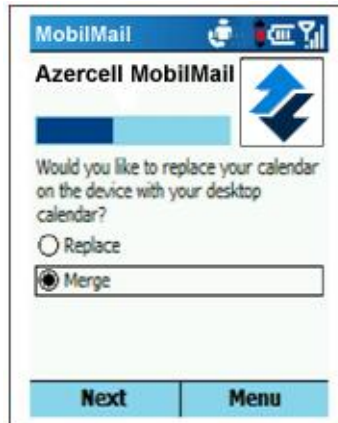 MobilMail
Azercell MobilMail
Would you like to replace your calendar
on the device with your desktop
calendar?
Replace
Merge
Next Menu